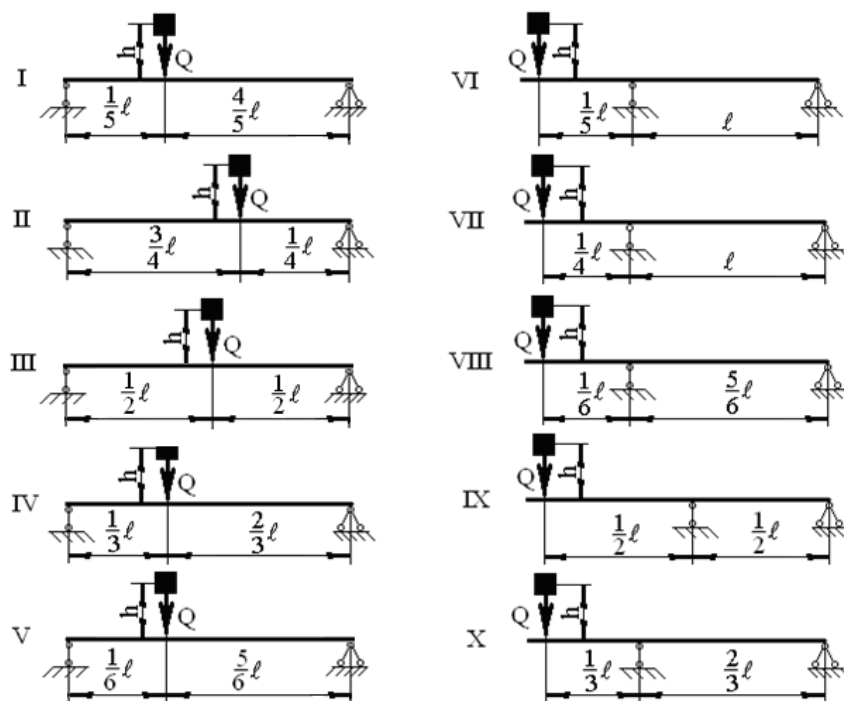 I h Q
1/5 ℓ 4/5 ℓ
II h Q
3/4 ℓ 1/4 ℓ
III h Q
1/2 ℓ 1/2 ℓ
IV h Q
1/3 ℓ 2/3 ℓ
V h Q
1/6 ℓ 5/6 ℓ
VI Q h
1/5 ℓ ℓ
VII Q h
1/4 ℓ ℓ
VIII Q h
1/6 ℓ 5/6 ℓ
IX Q h
1/2 ℓ 1/2 ℓ
X Q h
1/3 ℓ 2/3 ℓ